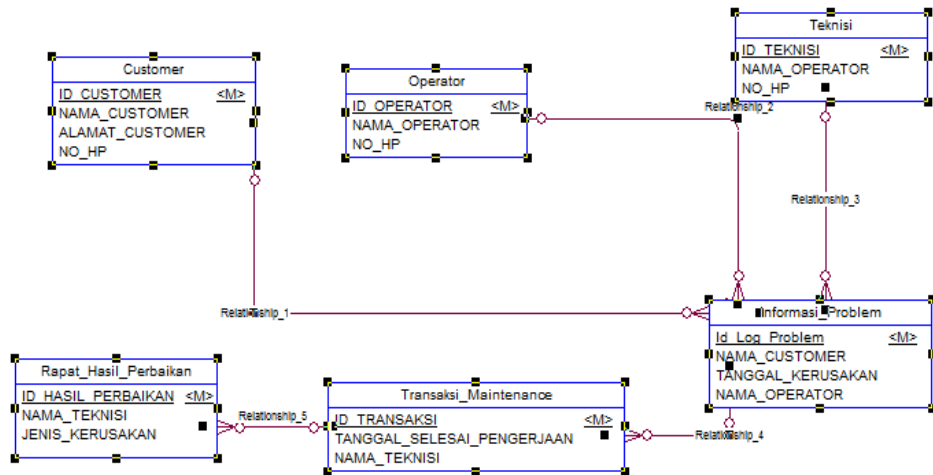 Teknisi
ID_TEKNISI <M>
NAMA_OPERATOR
NO_HP
Customer
ID_CUSTOMER <M>
NAMA_CUSTOMER
ALAMAT_CUSTOMER
NO_HP
Operator
ID_OPERATOR <M>
NAMA_OPERATOR
NO_HP
Relationship_2
Relationship_3
Relationship_1
Informasi_Problem
Id_Log_Problem <M>
NAMA_CUSTOMER
TANGGAL_KERUSAKAN
NAMA_OPERATOR
Rapat_Hasil_Perbaikan
ID_HASIL_PERBAIKAN <M>
NAMA_TEKNISI
JENIS_KERUSAKAN
Relationship_5
Transaksi_Maintenance
ID_TRANSAKSI <M>
TANGGAL_SELESAI_PENGERJAAN
NAMA_TEKNISI
Relationship_4